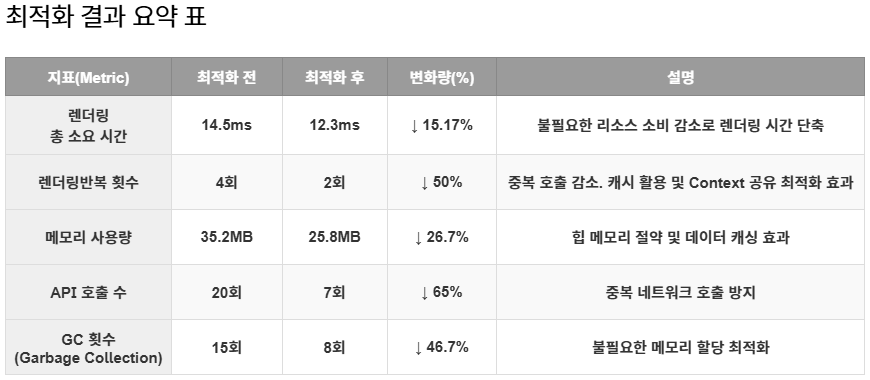 최적화 결과 요약 표
지표(Metric) 최적화 전 최적화 후 변화량(%) 설명
렌더링
총 소요 시간 14.5ms 12.3ms ↓ 15.17% 불필요한 리소스 소비 감소로 렌더링 시간 단축
렌더링반복 횟수 4회 2회 ↓ 50% 중복 호출 감소. 캐시 활용 및 Context 공유 최적화 효과
메모리 사용량 35.2MB 25.8MB ↓ 26.7% 힙 메모리 절약 및 데이터 캐싱 효과
API 호출 수 20회 7회 ↓ 65% 중복 네트워크 호출 방지
GC 횟수
(Garbage Collection) 15회 8회 ↓ 46.7% 불필요한 메모리 할당 최적화